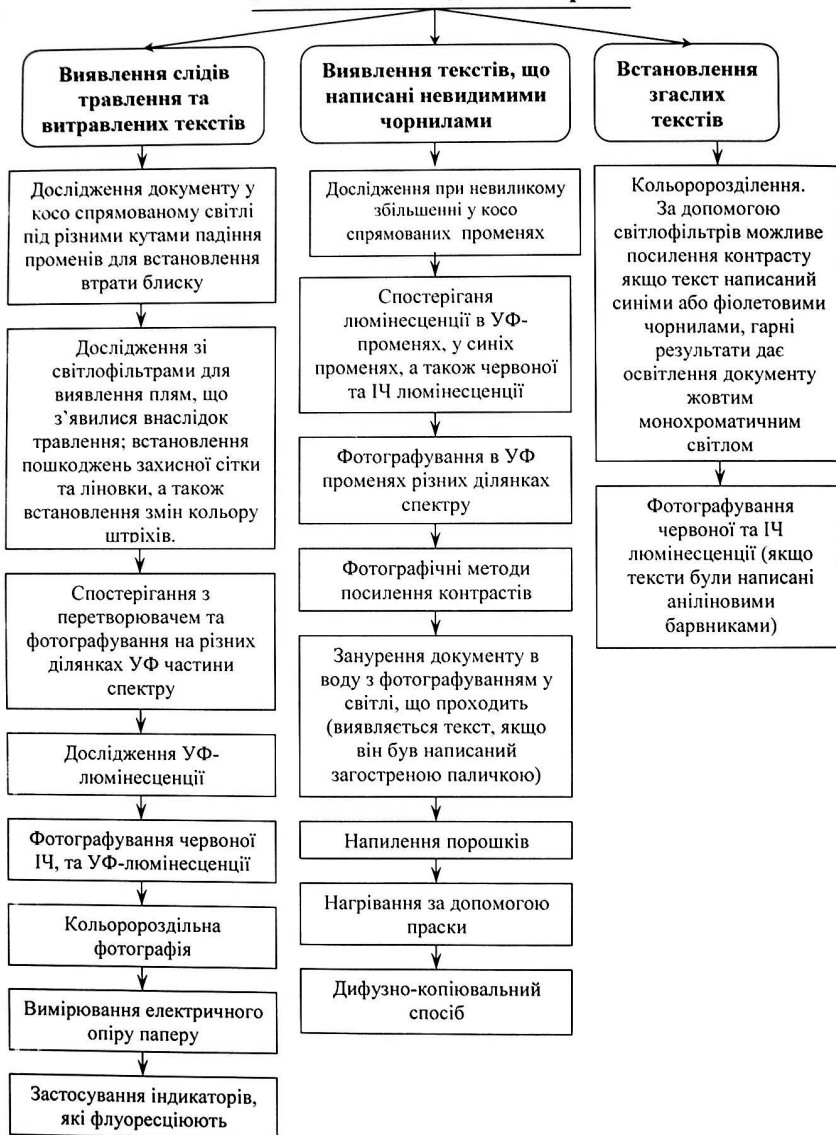 Виявлення слідів
травлення та
витравлених текстів
Дослідження документу у
косо спрямованому світлі
під різними кутами падіння
променів для встановлення
втрати блиску
Дослідження зі
світлофільтрами для
виявлення плям, що
з’явилися внаслідок
травлення; встановлення
пошкоджень захисної сітки
та ліновки, а також
встановлення змін кольору
штріхів.
Спостерігання з
перетворювачем та
фотографування на різних
ділянках УФ частини
спектру
Дослідження УФ-
люмінесценції
Фотографування червоної
ІЧ, та УФ-люмінесценції
Кольоророздільна
фотографія
Вимірювання електричного
опіру паперу
Застосування індикаторів,
які флуоресціюють
Виявлення текстів, що
написані невидимими
чорнилами
Дослідження при невиликому
збільшенні у косо
спрямованих променях
Спостеріганя
люмінесценції в УФ-
променях, у синіх
променях, а також червоної
та ІЧ люмінесценції
Фотографування в УФ
променях різних ділянках
спектру
Фотографічні методи
посилення контрастів
Занурення документу в
воду з фотографуванням у
світлі, що проходить
(виявляється текст, якщо
він був написаний
загостреною паличкою)
Напилення порошків
Нагрівання за допомогою
праски
Дифузно-копіювальний
спосіб
Встановлення
згаслих
текстів
Кольоророзділення.
За допомогою
світлофільтрів можливе
посилення контрасту
якщо текст написаний
синіми або фіолетовими
чорнилами, гарні
результати дає
освітлення документу
жовтим
монохроматичним
світлом
Фотографування
червоної та ІЧ
люмінесценції (якщо
тексти були написані
аніліновими
барвниками)